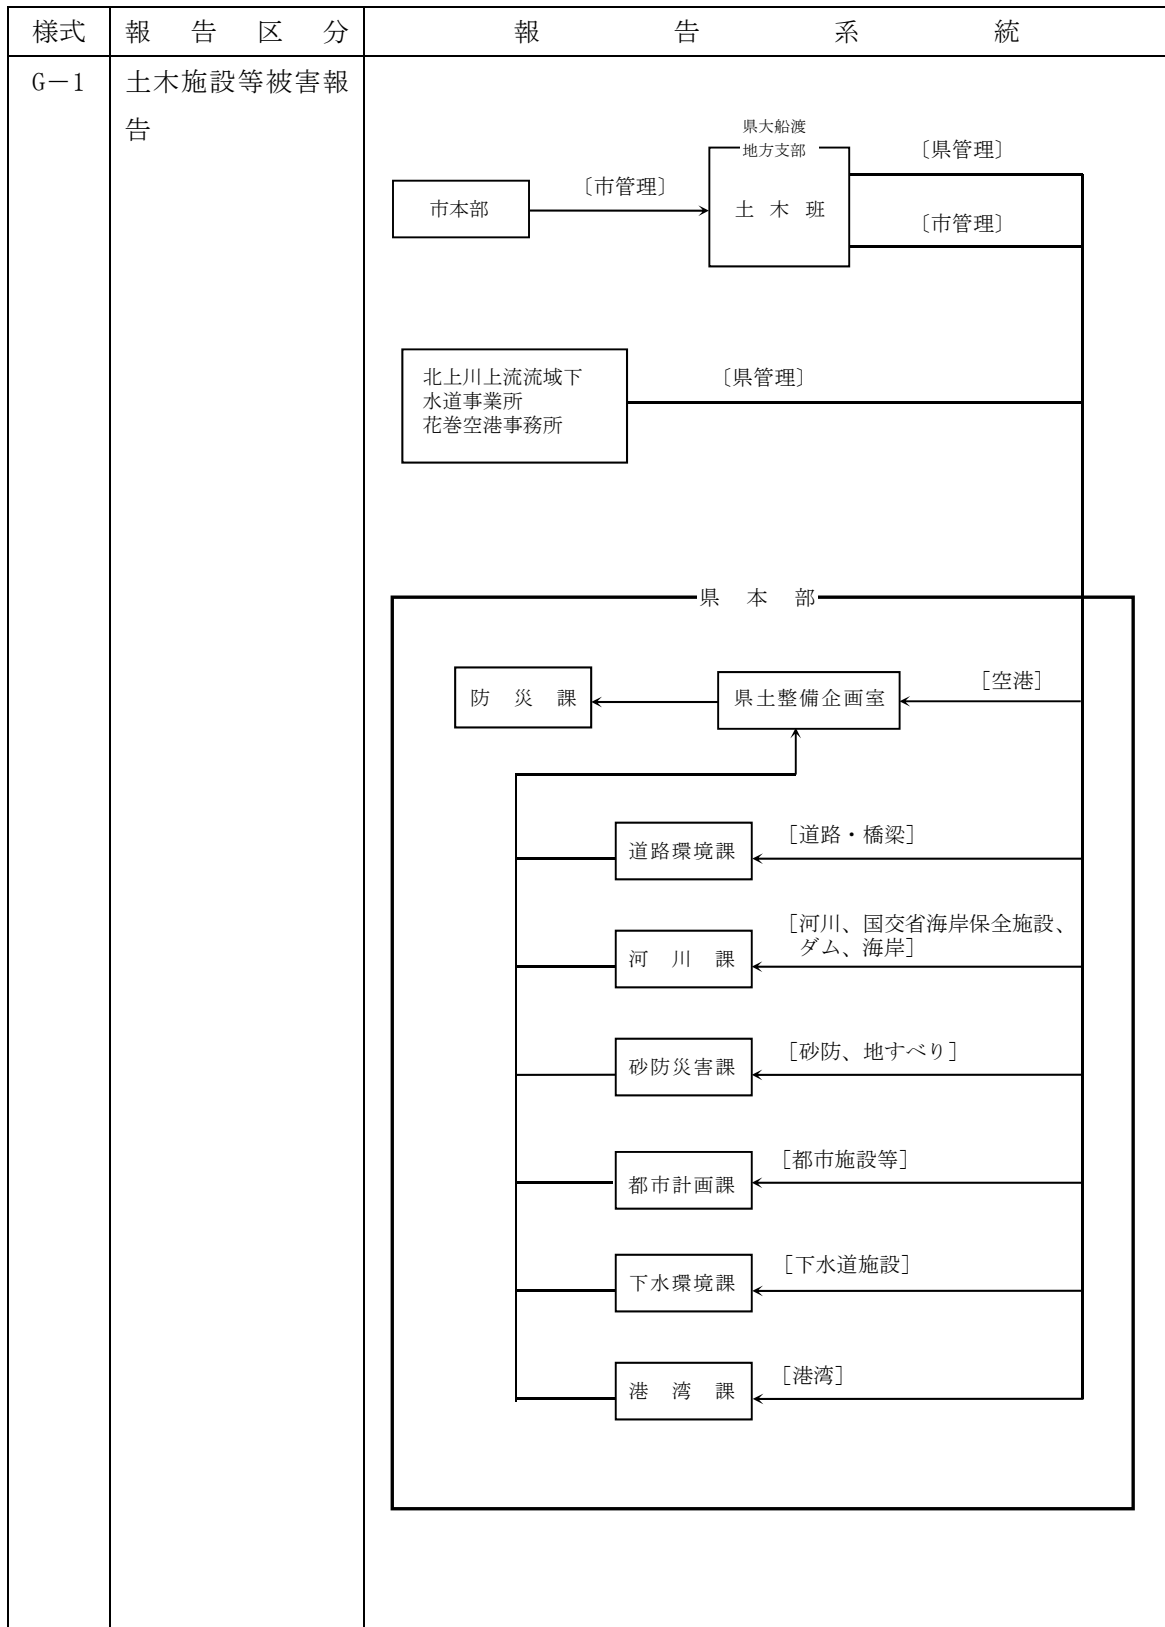 様式
報告区分
報告系統
G－1
土木施設等被害報
告
県大船渡
地方支部
〔県管理〕
〔市管理〕
市本部
土木班
〔市管理〕
北上川上流流域下
水道事業所
花巻空港事務所
〔県管理〕
県本部
[空港]
防災課
県土整備企画室
[道路・橋梁]
道路環境課
[河川、国交省海岸保全施設、
ダム、海岸]
河川課
[砂防、地すべり]
砂防災害課
[都市施設等]
都市計画課
[下水道施設]
下水環境課
[港湾]
港湾課